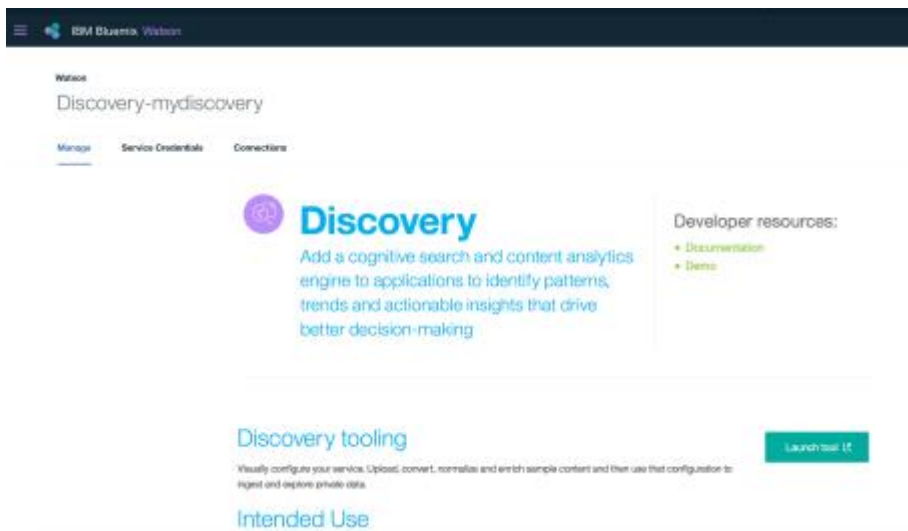 IBM Bluemix Watson
Watson
Discovery-mydiscovery
Manage Service Credentials Connections
Discovery
Add a cognitive search and content analytics
engine to applications to identify patterns,
trends and actionable insights that drive
better decision-making
Developer resources:
Documentation
Demo
Discovery tooling
Launch tool
Visually configure your service. Upload, convert, normalize and enrich sample content and then use that configuration to
ingest and explore private data.
Intended Use